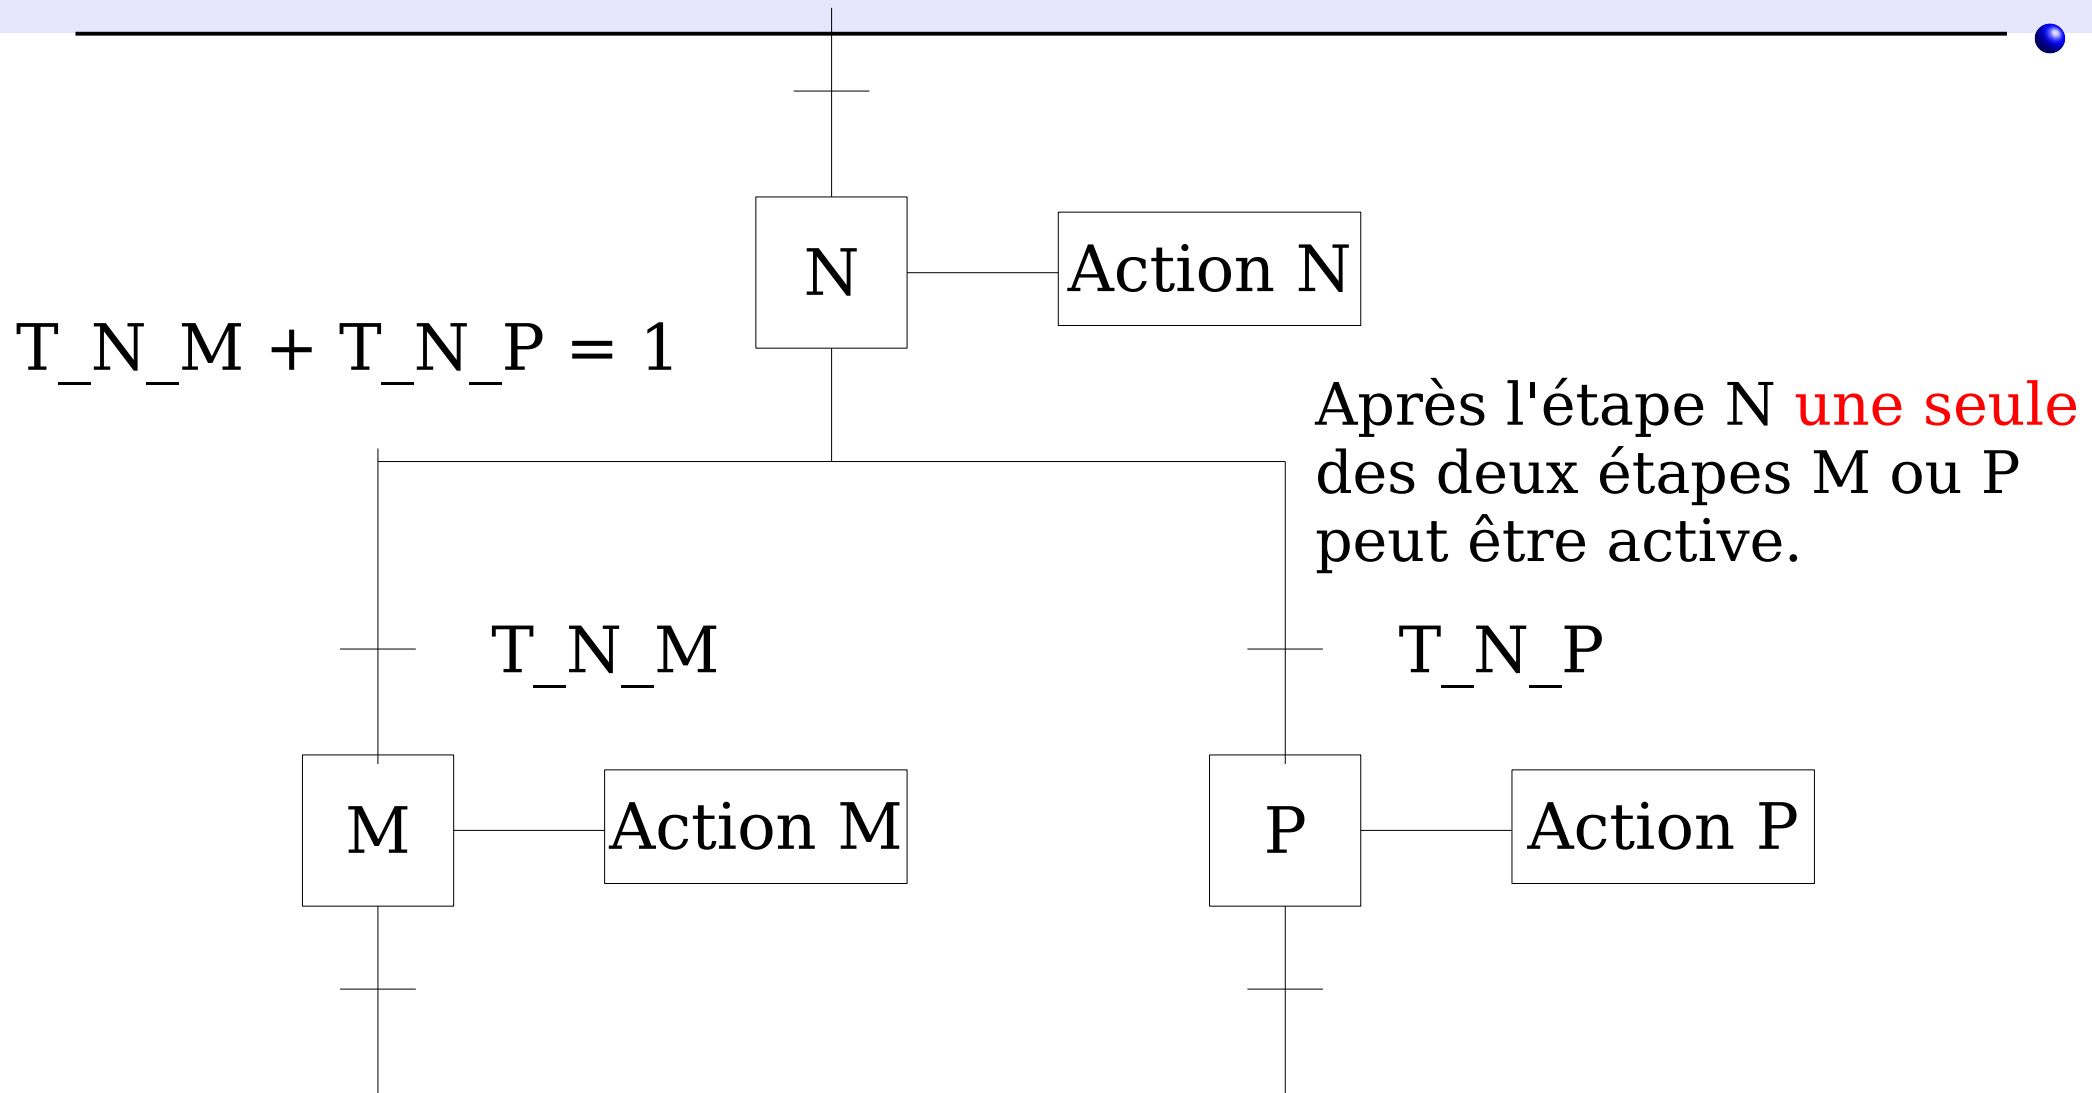 N
Action N
T_N_M + T_N_P = 1
Après l'étape N une seule
des deux étapes M ou P
peut être active.
T_N_M
T_N_P
M
Action M
P
Action P